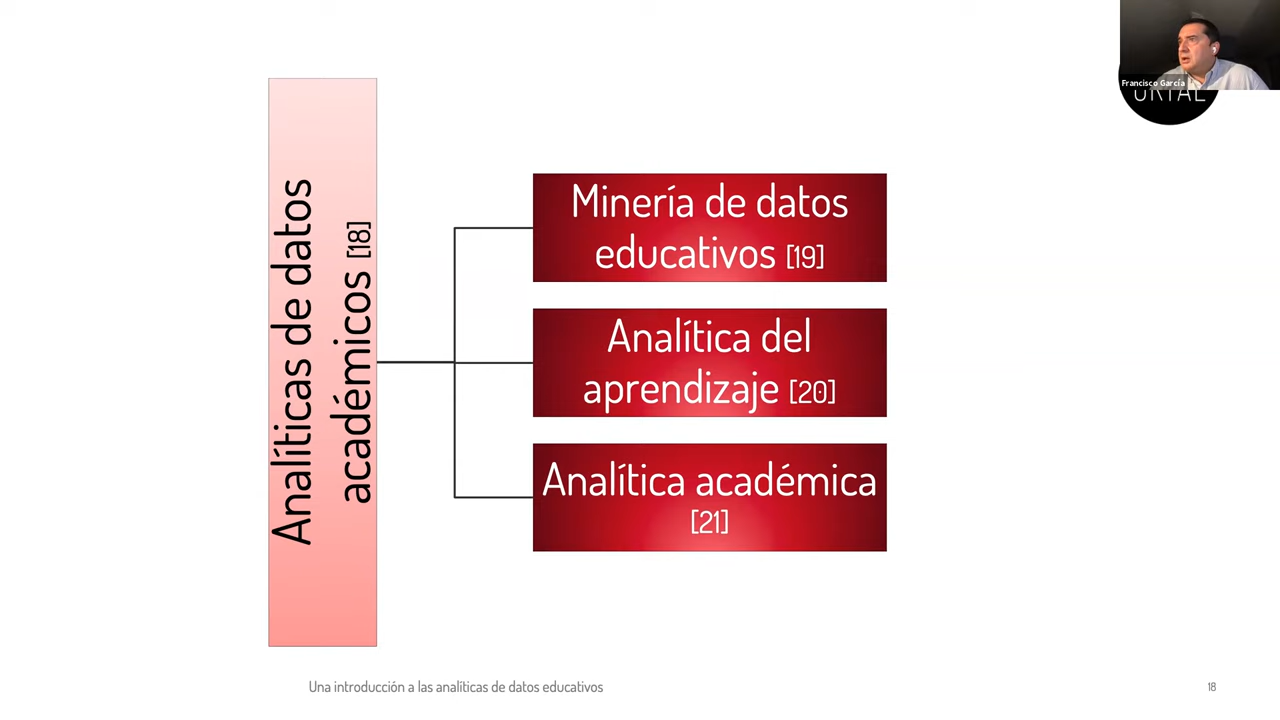 Francisco García
Analíticas de datos
académicos [18]
Minería de datos
educativos [19]
Analítica del
aprendizaje [20]
Analítica académica
[21]
Una introducción a las analíticas de datos educativos
18